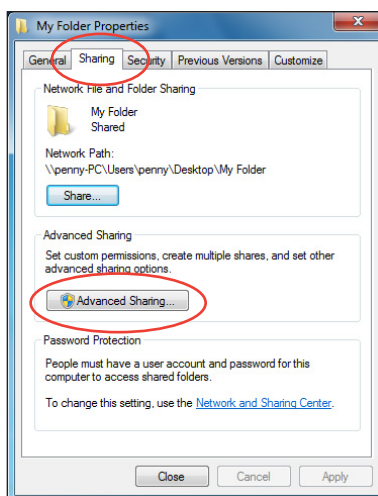 My Folder Properties
General Sharing Security Previous Versions Customize
Network File and Folder Sharing
My Folder
Shared
Network Path:
\\penny-PC\Users\penny\Desktop\My Folder
Share...
Advanced Sharing
Set custom permissions, create multiple shares, and set other
advanced sharing options.
Advanced Sharing...
Password Protection
People must have a user account and password for this
computer to access shared folders.
To change this setting, use the Network and Sharing Center.
Close Cancel Apply